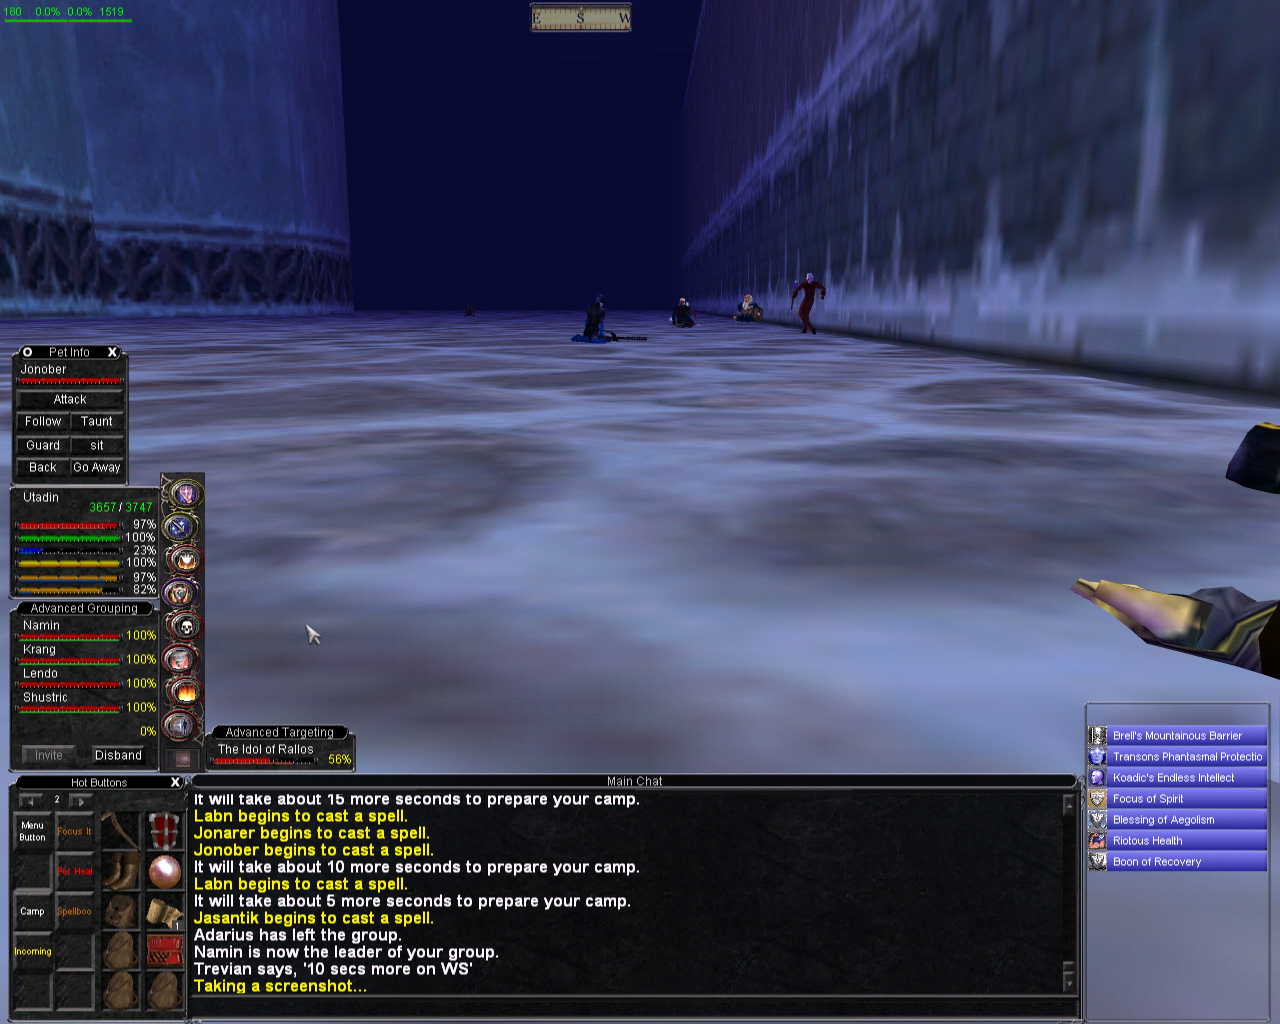 180 0.0% 0.0% 1519
E S W
O Pet Info X
Jonober
Attack
Follow Taunt
Guard sit
Back Go Away
Utadin
3657 / 3747
97%
100%
23%
100%
97%
82%
Advanced Grouping
Namin
100%
Krang
100%
Lendo
100%
Shustric
100%
0%
Invite Disband
Advanced Targeting
The Idol of Rallos
56%
Brell's Mountainous Barrier
Transons Phantasmal Protectio
Koadic's Endless Intellect
Focus of Spirit
Blessing of Aegolism
Riotous Health
Boon of Recovery
Hot Buttons X
2
Menu
Button
Focus It
Per Heal
Camp
Spellboo
1
Incoming
Main Chat
It will take about 15 more seconds to prepare your camp.
Labn begins to cast a spell.
Jonarer begins to cast a spell.
Jonober begins to cast a spell.
It will take about 10 more seconds to prepare your camp.
Labn begins to cast a spell.
It will take about 5 more seconds to prepare your camp.
Jasantik begins to cast a spell.
Adarius has left the group.
Namin is now the leader of your group.
Trevian says, '10 secs more on WS'
Taking a screenshot...